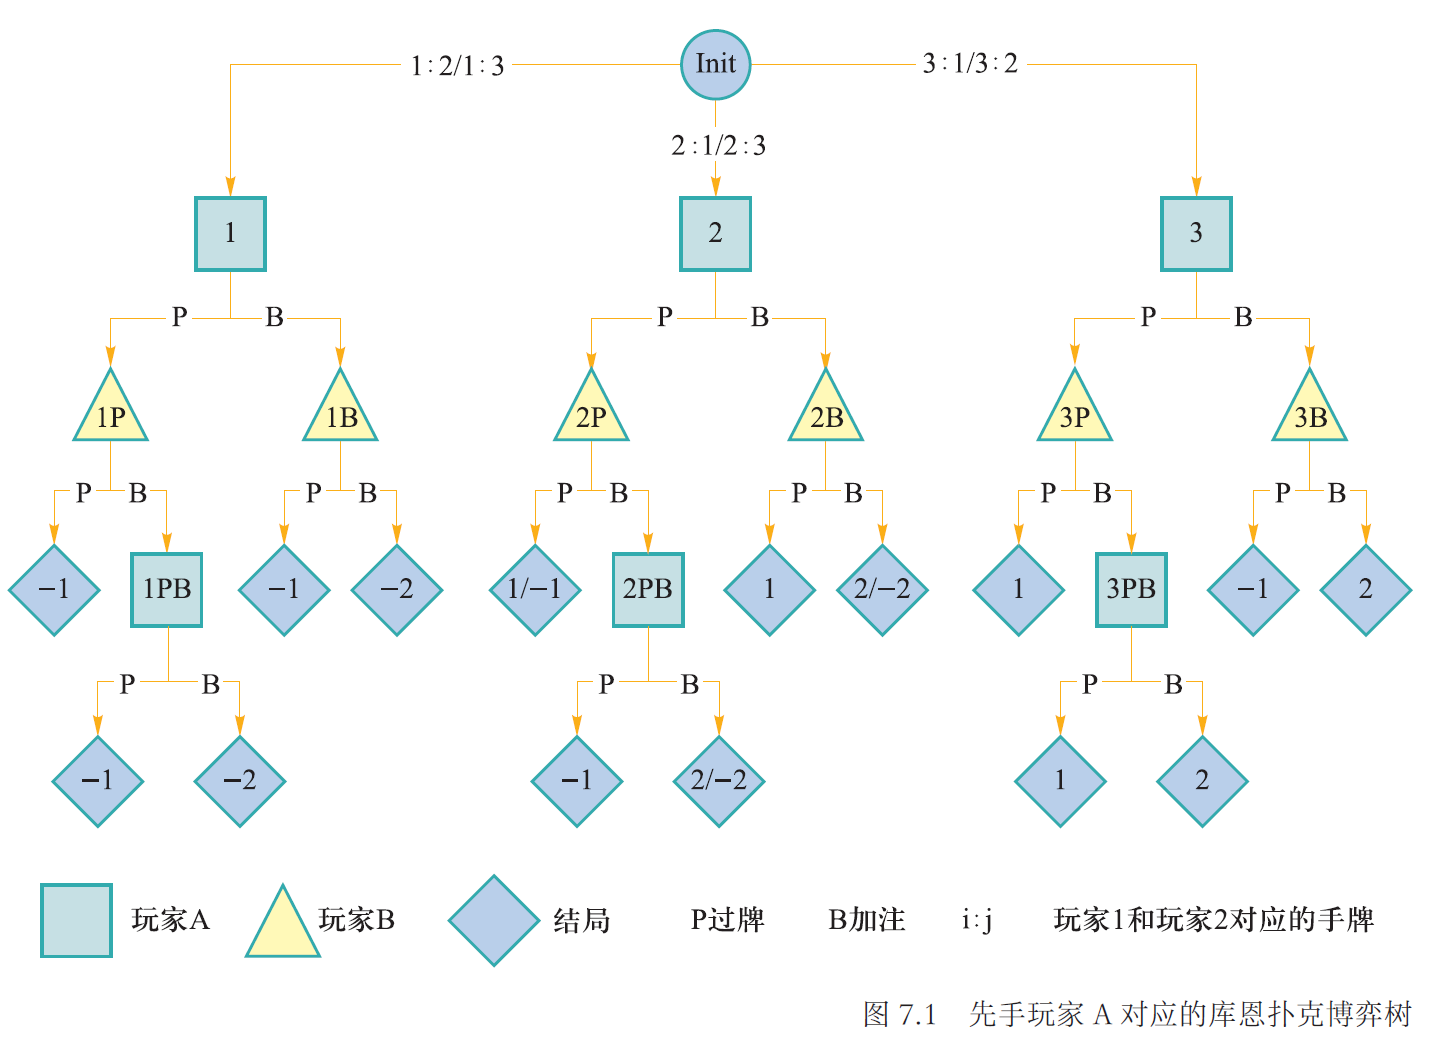 Init
1:2/1:3
3:1/3:2
2:1/2:3
1 2 3
P B P B P B
1P 1B 2P 2B 3P 3B
P B P B P B P B P B P B
−1 1PB −1 −2 1/−1 2PB 1 2/−2 1 3PB −1 2
P B P B P B
−1 −2 −1 2/−2 1 2
玩家A 玩家B 结局 P过牌 B加注 i:j 玩家1和玩家2对应的手牌
图 7.1 先手玩家 A 对应的库恩扑克博弈树